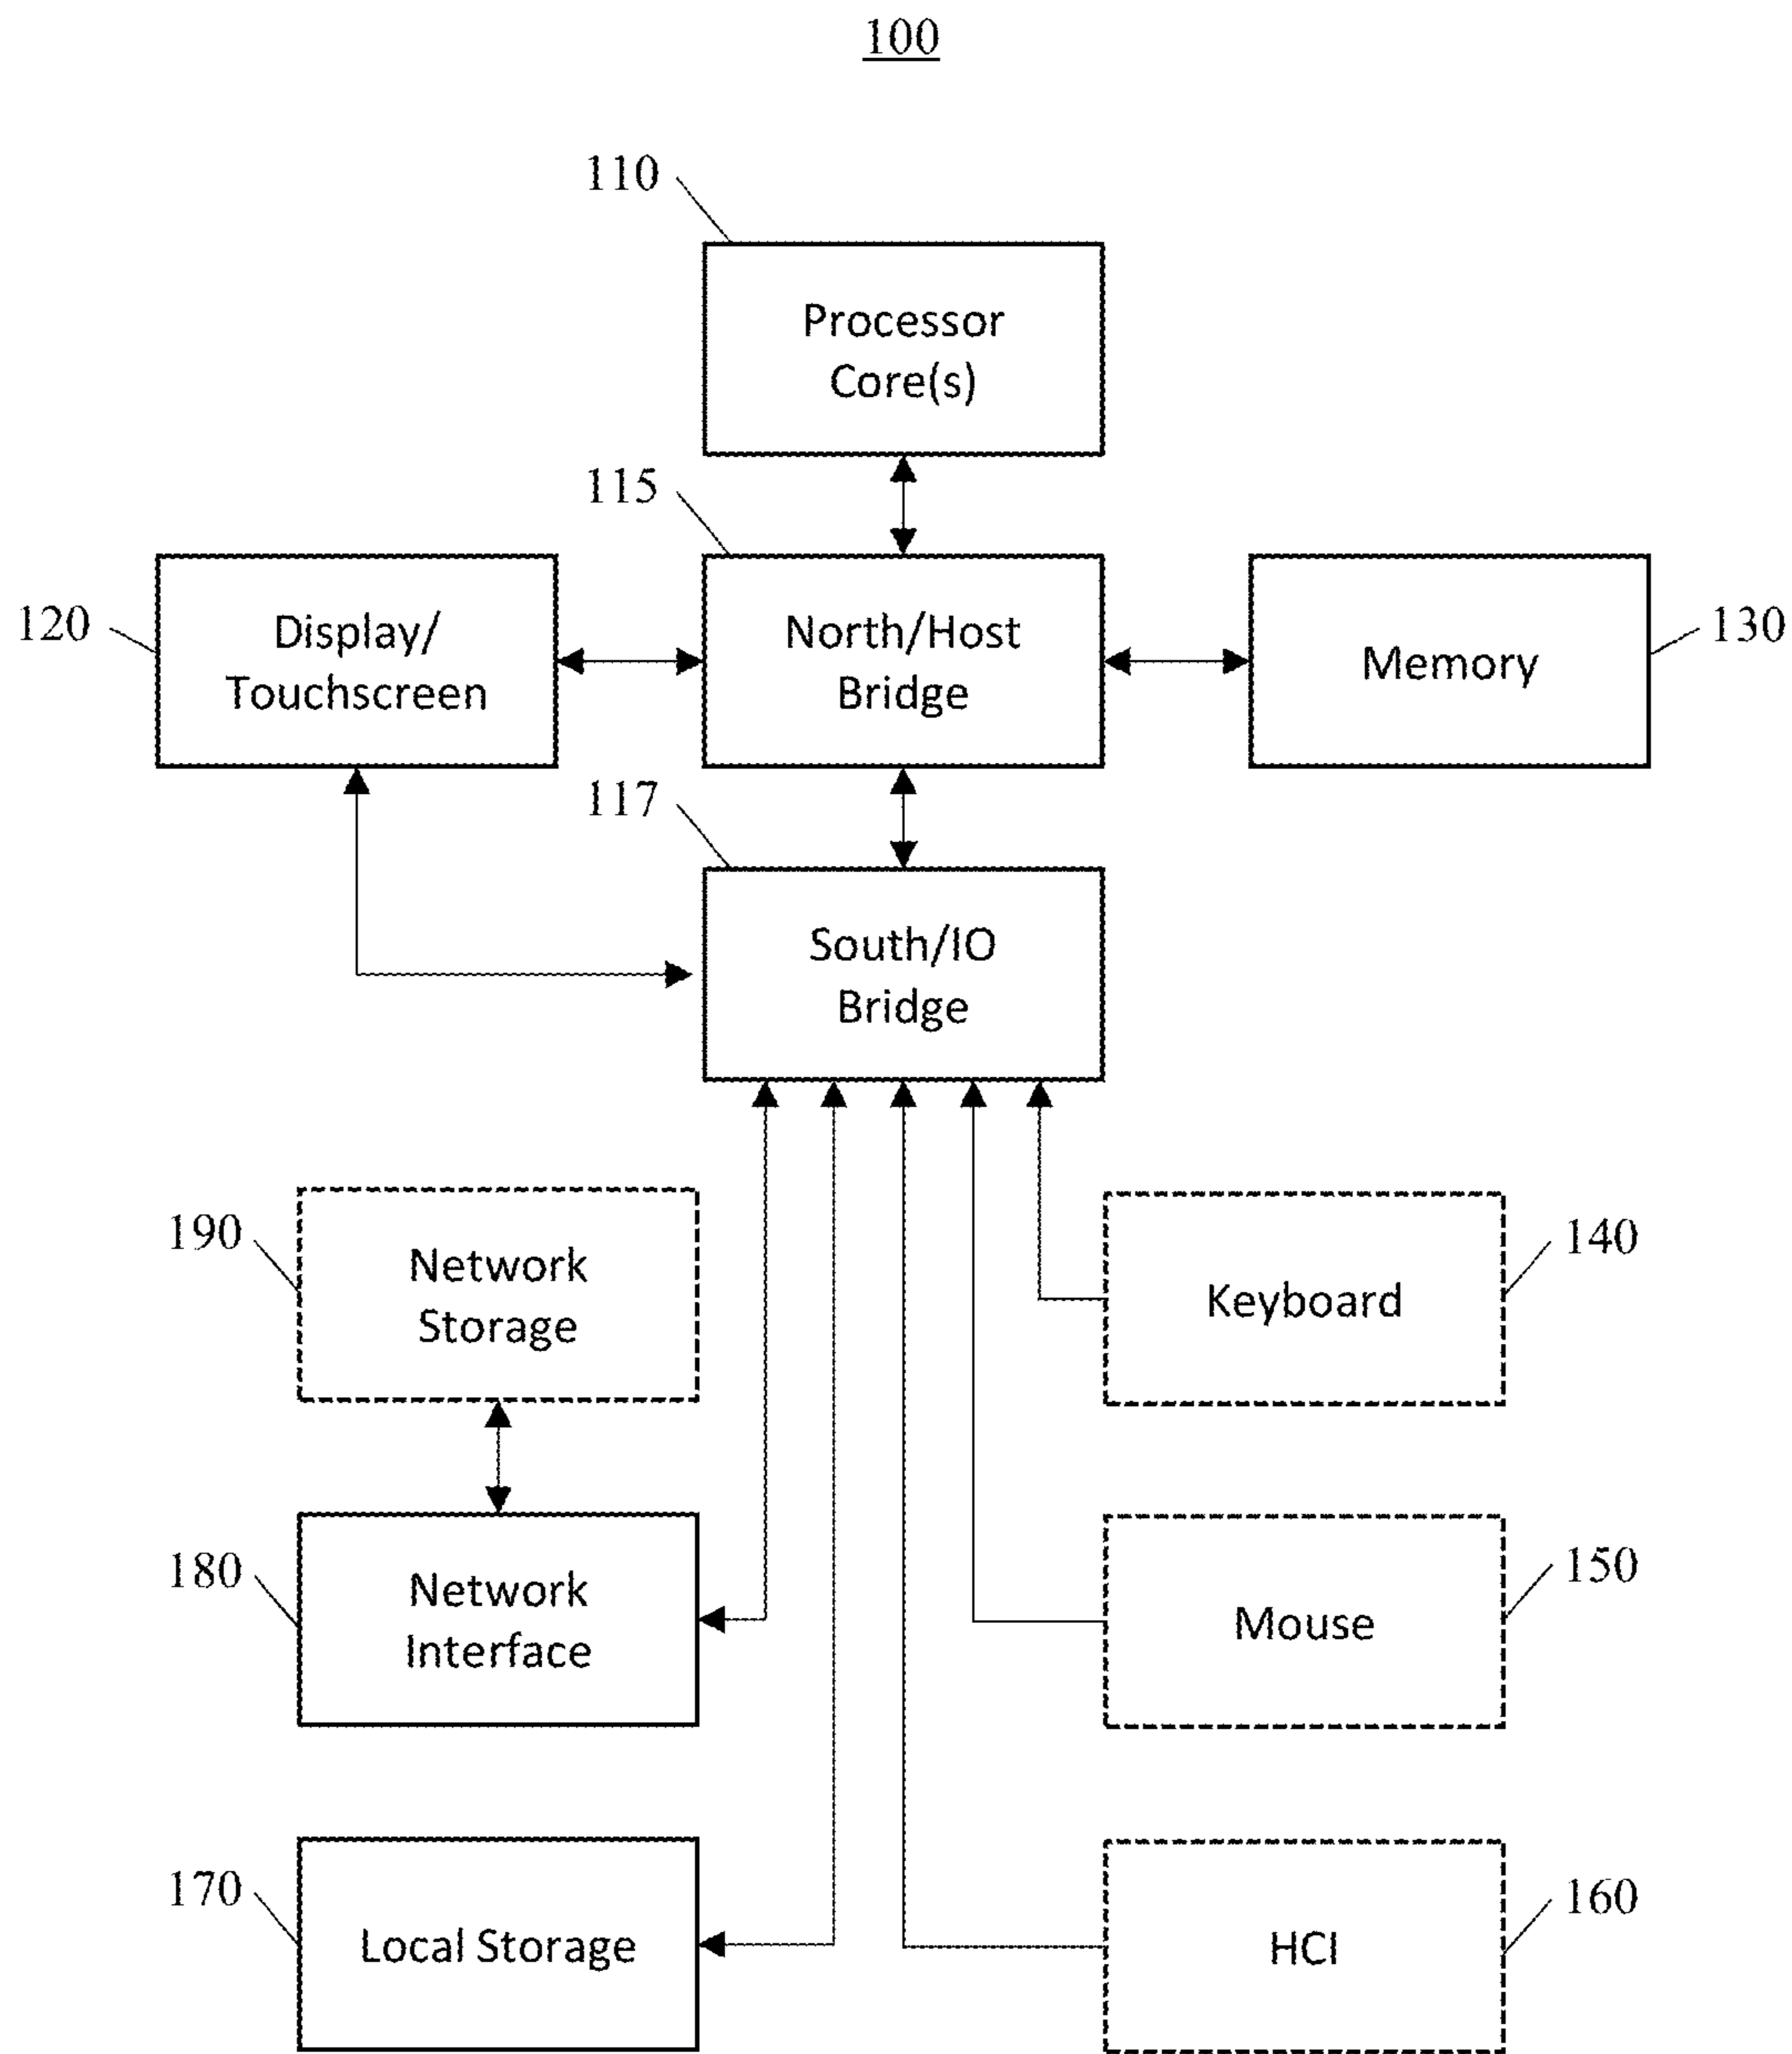 100
110
Processor
Core(s)
115
120
Display/
Touchscreen
North/Host
Bridge
Memory
130
117
South/IO
Bridge
190
Network
Storage
Keyboard
140
180
Network
Interface
Mouse
150
170
Local Storage
HCI
160